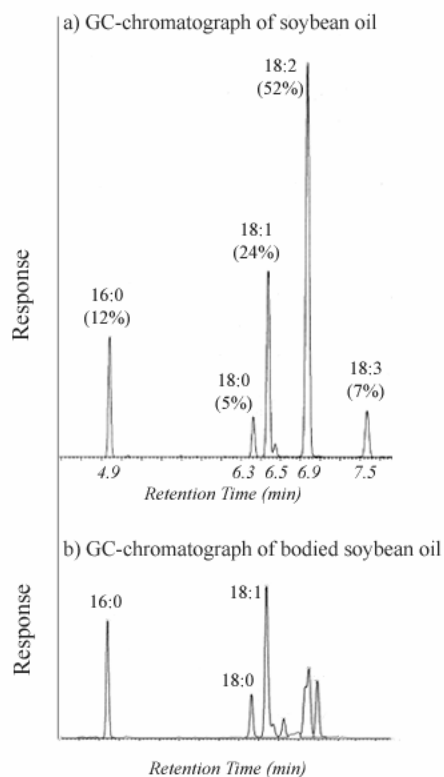 a) GC-chromatograph of soybean oil
18:2
(52%)
18:1
(24%)
16:0
(12%)
18:0
(5%)
18:3
(7%)
Response
4.9 6.3 6.5 6.9 7.5
Retention Time (min)
b) GC-chromatograph of bodied soybean oil
16:0
18:1
18:0
Response
Retention Time (min)